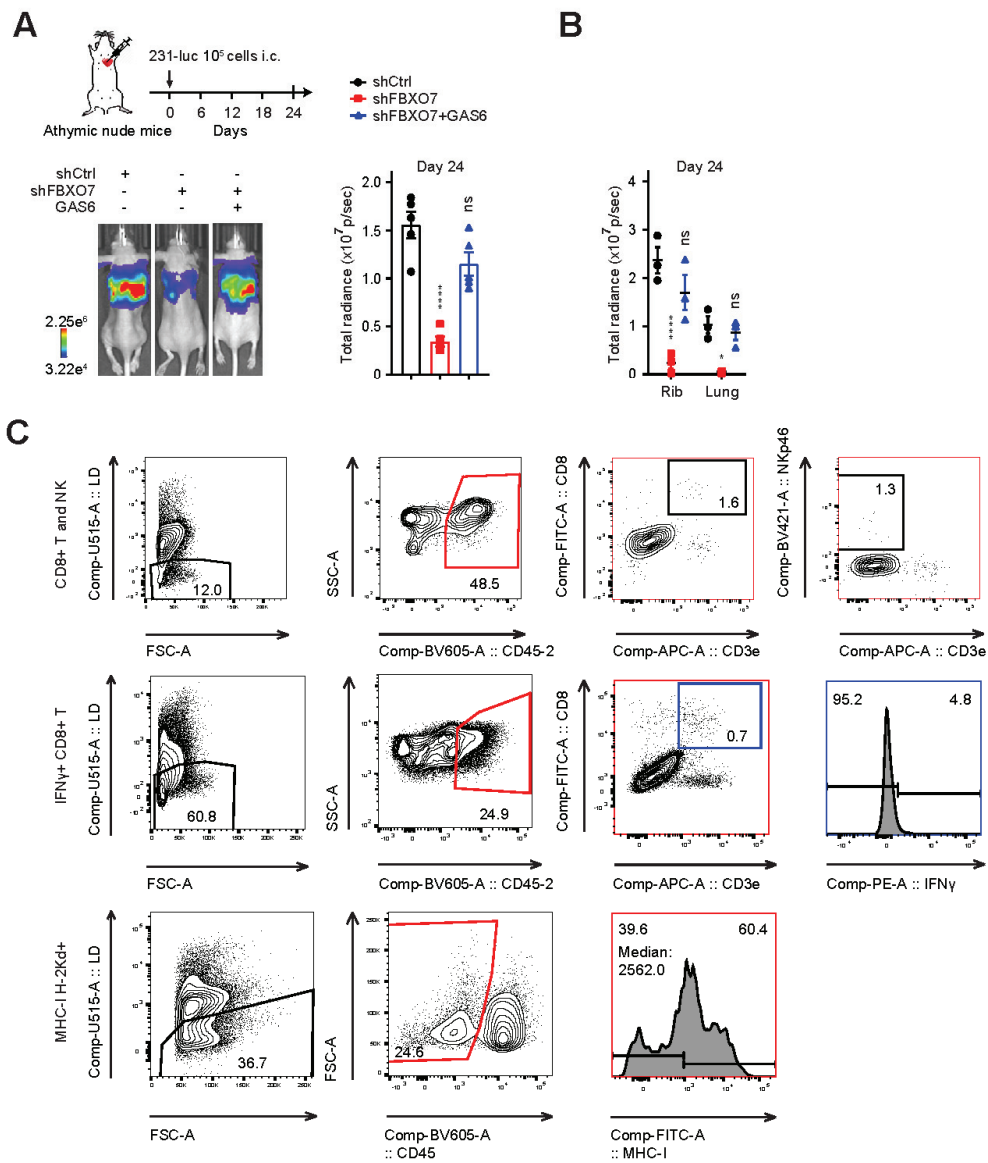 A
231-luc 10⁵ cells i.c.
0 6 12 18 24
Athymic nude mice
Days
shCtrl
shFBXO7
shFBXO7+GAS6
shCtrl + - -
shFBXO7 - + +
GAS6 - - +
2.25e⁶
3.22e⁴
Day 24
Total radiance (x10⁷p/sec)
2.0
1.5
1.0
0.5
0
****
ns
B
Day 24
Total radiance (x10⁷p/sec)
4
2
1
0
****
ns
*
ns
Rib Lung
C
CD8+ T and NK
Comp-U515-A :: LD
12.0
FSC-A
SSC-A
48.5
Comp-BV605-A :: CD45-2
Comp-FITC-A :: CD8
1.6
Comp-APC-A :: CD3e
Comp-BV421-A :: NKp46
1.3
Comp-APC-A :: CD3e
IFNγ+ CD8+ T
Comp-U515-A :: LD
60.8
FSC-A
SSC-A
24.9
Comp-BV605-A :: CD45-2
Comp-FITC-A :: CD8
0.7
Comp-APC-A :: CD3e
95.2 4.8
Comp-PE-A :: IFNγ
MHC-I H-2Kd+
Comp-U515-A :: LD
36.7
FSC-A
FSC-A
24.6
Comp-BV605-A
:: CD45
39.6 60.4
Median:
2562.0
Comp-FITC-A
:: MHC-I